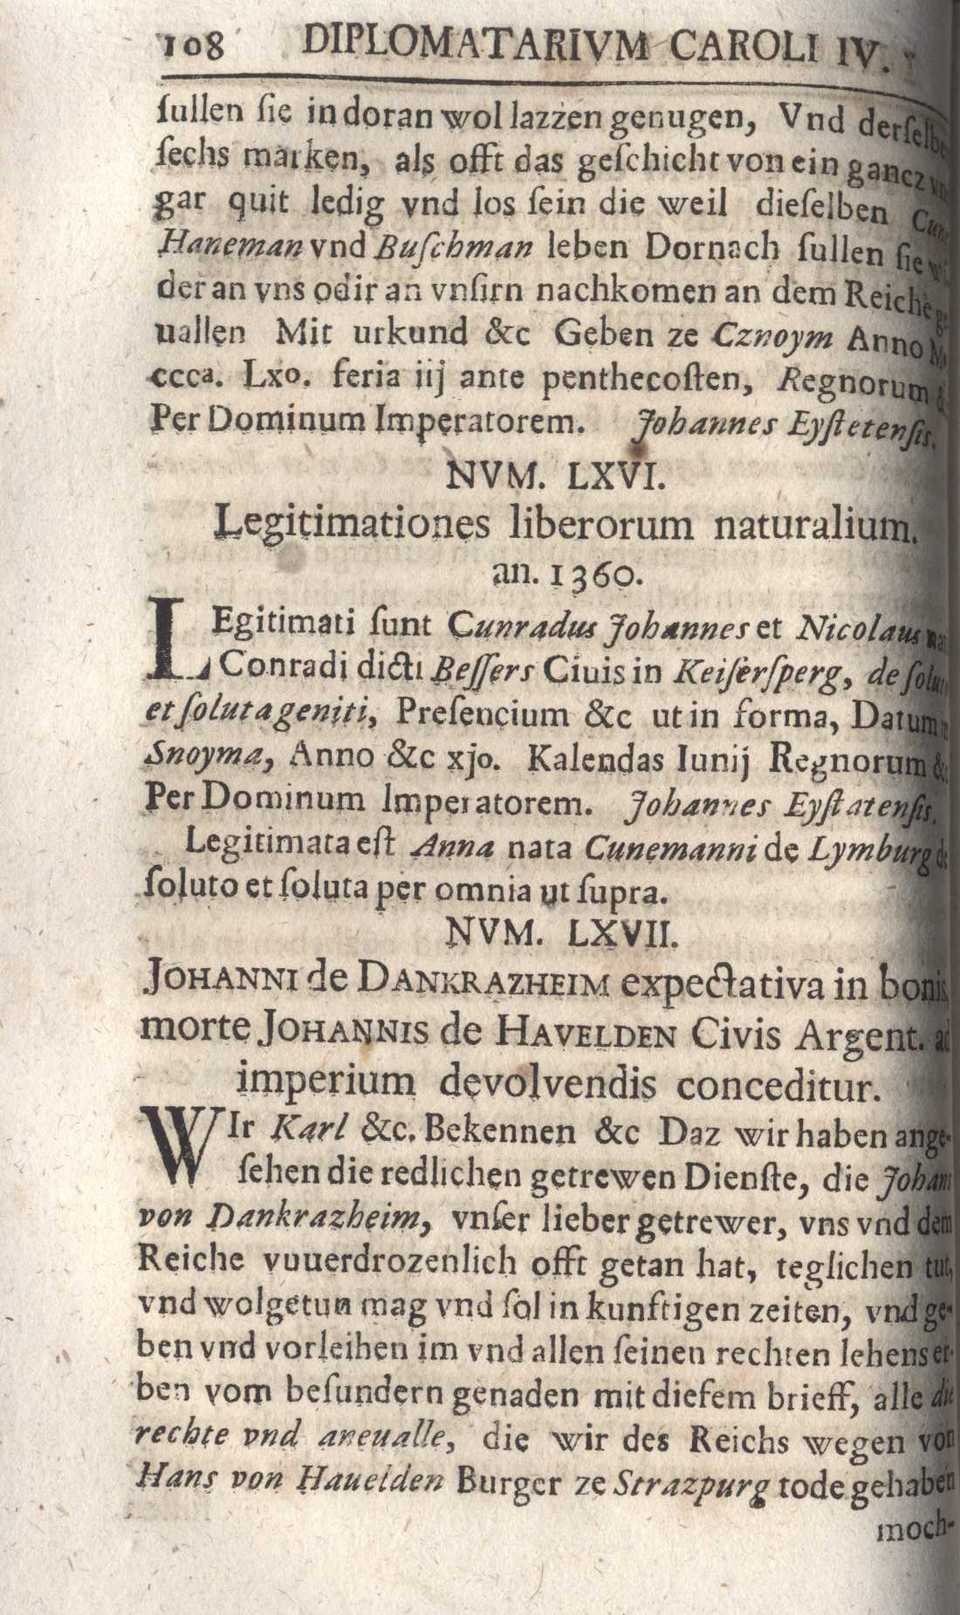 108 DIPLOMATARIVM CAROLI IV.
ſullen ſie in doran wol lazzen genugen, Vnd derſelben
ſechs marken, als offt das geſchicht von ein gancz vnd
gar quit ledig vnd los ſein die weil dieſelben Cune
Haneman vnd Buſchman leben Dornach ſullen ſie wi
der an vns odir an vnſirn nachkomen an dem Reiche ge
uallen Mit urkund &c Geben ze Cznoym Anno
ccca. Lxo. feria iij ante penthecoſten, Regnorum &
Per Dominum Imperatorem. Johannes Eyſtetenſis.
NVM. LXVI.
Legitimationes liberorum naturalium.
an. 1360.
LEgitimati ſunt Cunradus Johannes et Nicolaus
Conradi dicti Beſſers Ciuis in Keiſerſperg, de ſoluto
et ſoluta geniti, Preſencium &c ut in forma, Datum
Snoyma, Anno &c xjo. Kalendas Iunij Regnorum &c
Per Dominum Imperatorem. Johannes Eyſtatenſis.
Legitimata eſt Anna nata Cunemanni de Lymburg de
ſoluto et ſoluta per omnia ut ſupra.
NVM. LXVII.
JOHANNI de DANKRAZHEIM expectativa in bonis
morte JOHANNIS de HAVELDEN Civis Argent. ad
imperium devolvendis conceditur.
WIr Karl &c. Bekennen &c Daz wir haben ange-
ſehen die redlichen getrewen Dienſte, die Johann
von Dankrazheim, vnſer lieber getrewer, vns vnd dem
Reiche vnuerdrozenlich offt getan hat, teglichen tut,
vnd wolgetun mag vnd ſol in kunftigen zeiten, vnd ge-
ben vnd vorleihen im vnd allen ſeinen rechten lehens er-
ben vom beſundern genaden mit dieſem brieff, alle die
rechte vnd aneualle, die wir des Reichs wegen von
Hans von Hauelden Burger ze Strazpurg tode gehaben
moch-